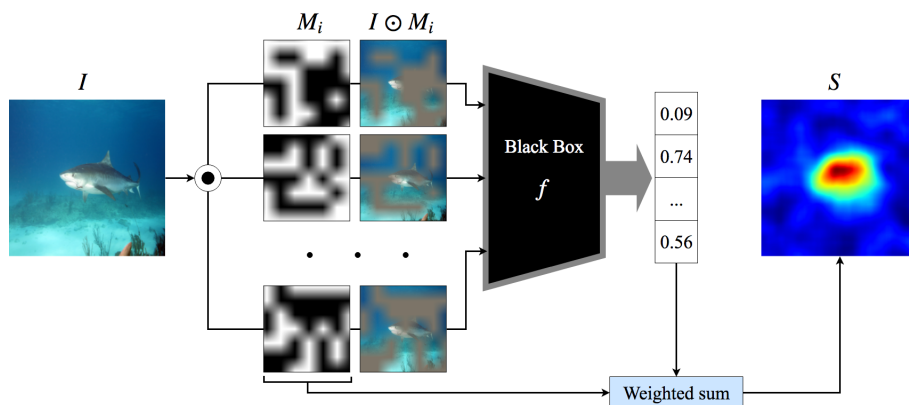 I
M_i
I ⊙ M_i
Black Box
f
0.09
0.74
...
0.56
S
Weighted sum